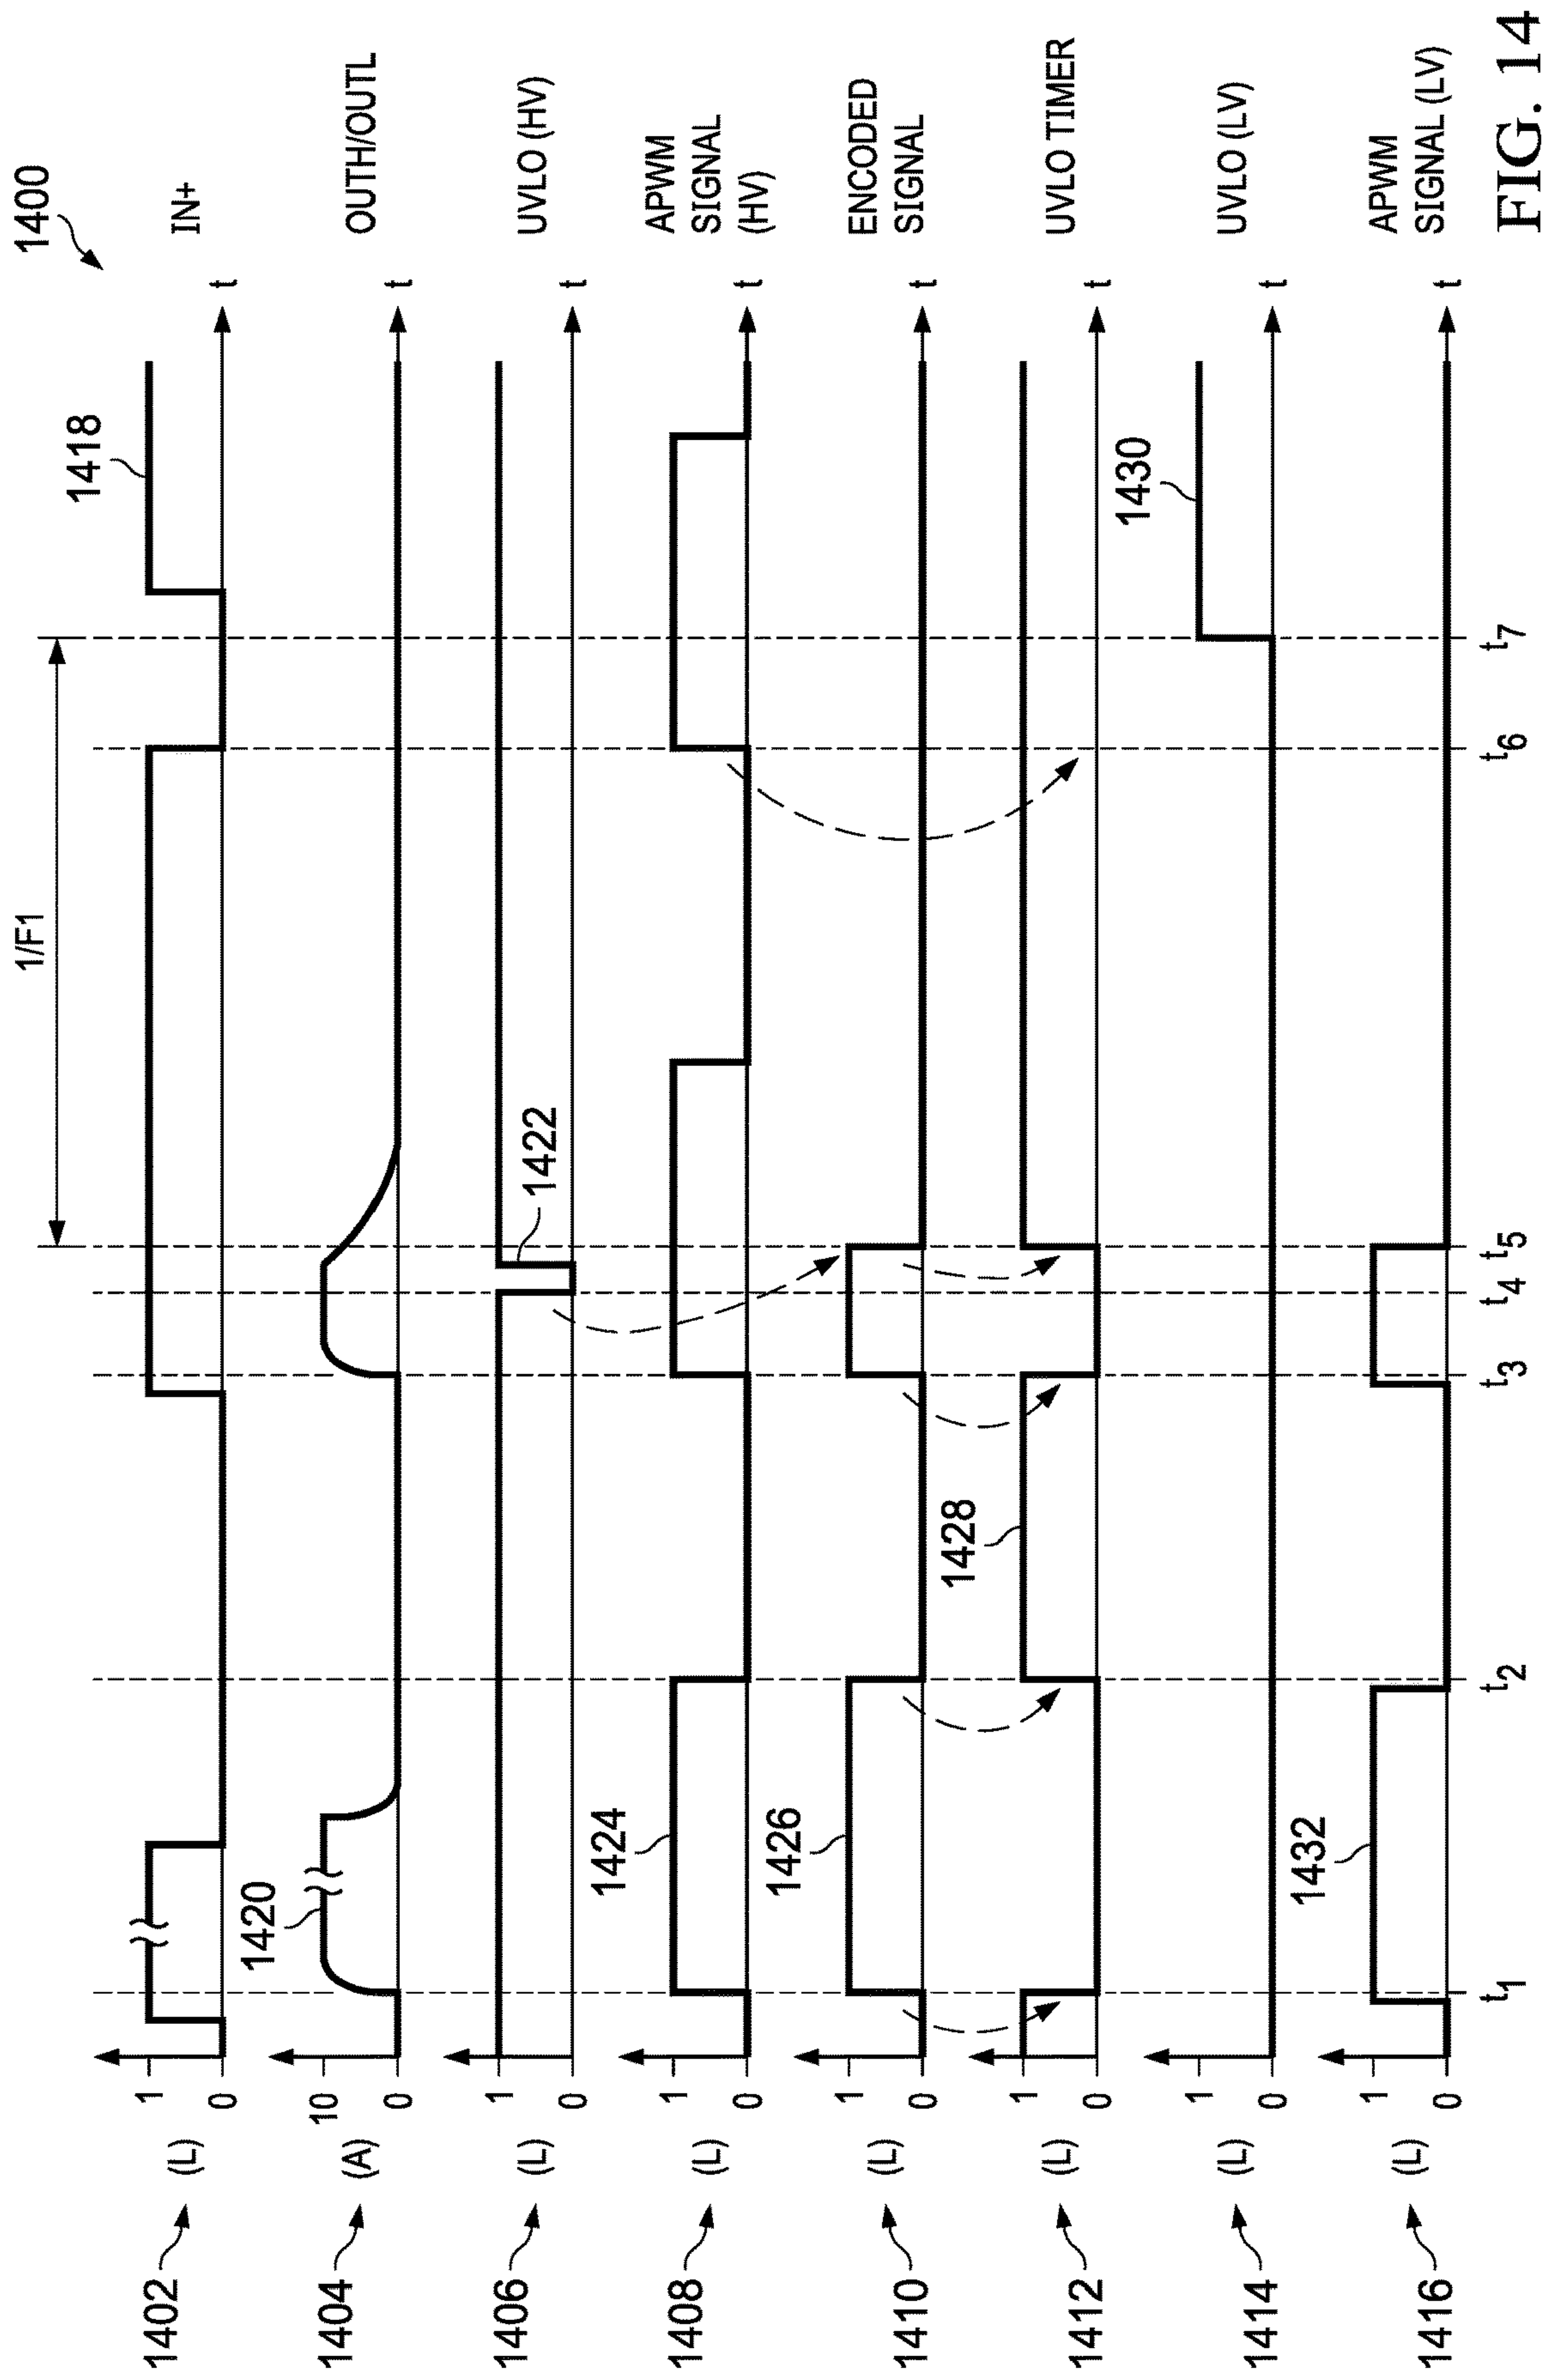 1400
1/F1
1402
(L)
1
0
1418
t
IN+
1404
(A)
10
0
1420
t
OUTH/OUTL
1406
(L)
1
0
1422
t
UVLO (HV)
1408
(L)
1
0
1424
t
APWM
SIGNAL
(HV)
1410
(L)
1
0
1426
t
ENCODED
SIGNAL
1412
(L)
1
0
1428
t
UVLO TIMER
1414
(L)
1
0
1430
t
UVLO (LV)
1416
(L)
1
0
1432
t
APWM
SIGNAL (LV)
t1 t2 t3 t4 t5 t6 t7
FIG. 14